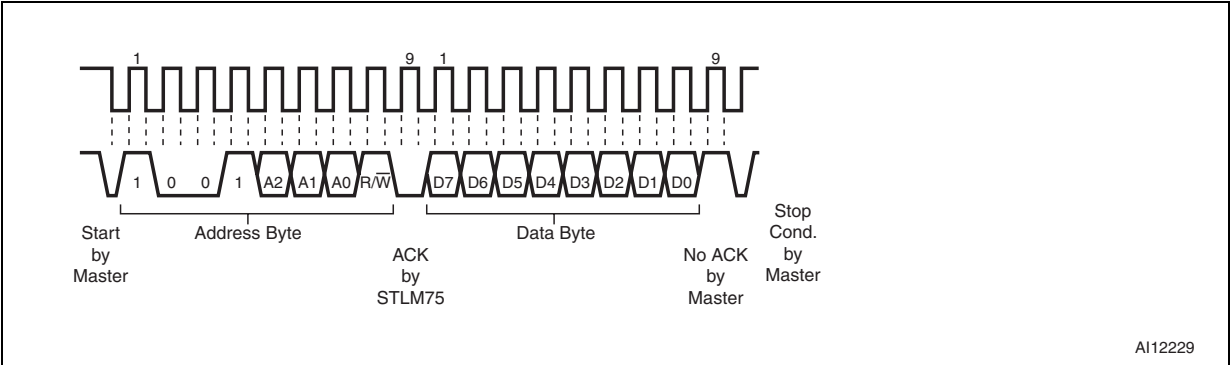 1 9 1 9
1 0 0 1 A2 A1 A0 R/W̅ D7 D6 D5 D4 D3 D2 D1 D0
Start
by
Master
Address Byte
ACK
by
STLM75
Data Byte
No ACK
by
Master
Stop
Cond.
by
Master
AI12229